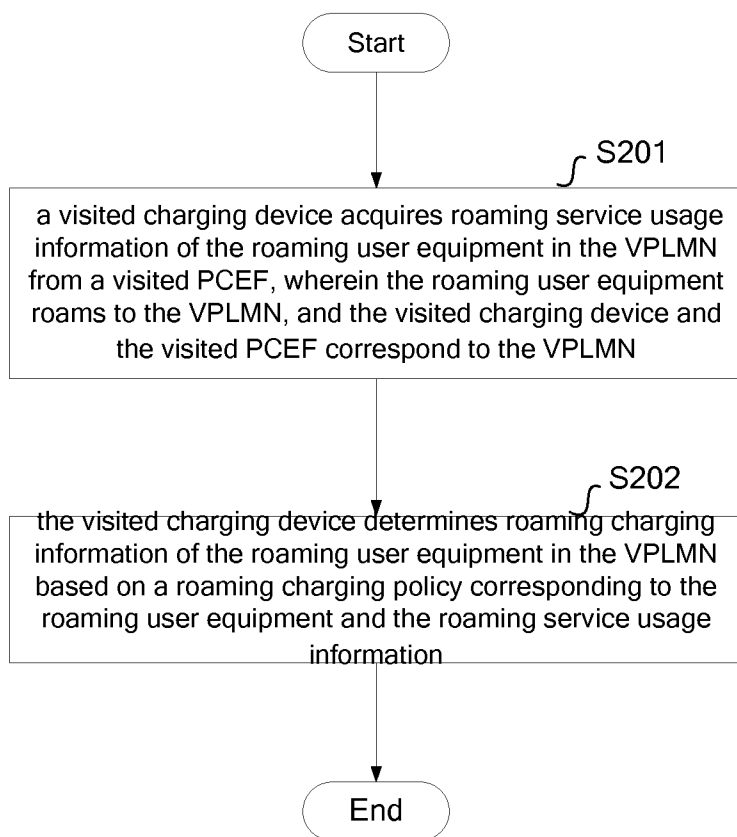 Start
S201
a visited charging device acquires roaming service usage
information of the roaming user equipment in the VPLMN
from a visited PCEF, wherein the roaming user equipment
roams to the VPLMN, and the visited charging device and
the visited PCEF correspond to the VPLMN
S202
the visited charging device determines roaming charging
information of the roaming user equipment in the VPLMN
based on a roaming charging policy corresponding to the
roaming user equipment and the roaming service usage
information
End